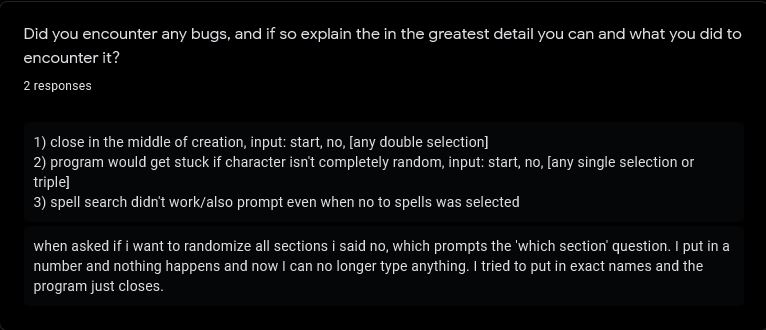 Did you encounter any bugs, and if so explain the in the greatest detail you can and what you did to
encounter it?
2 responses
1) close in the middle of creation, input: start, no, [any double selection]
2) program would get stuck if character isn't completely random, input: start, no, [any single selection or
triple]
3) spell search didn't work/also prompt even when no to spells was selected
when asked if i want to randomize all sections i said no, which prompts the 'which section' question. I put in a
number and nothing happens and now I can no longer type anything. I tried to put in exact names and the
program just closes.